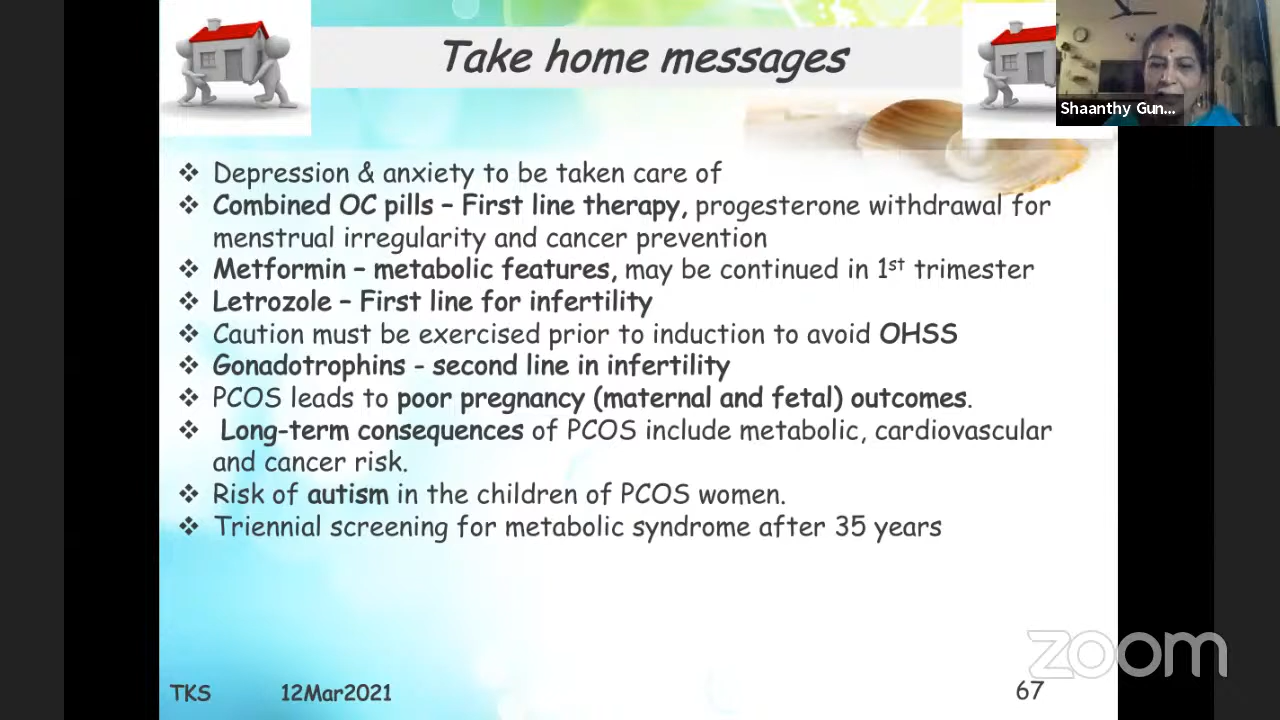 Take home messages
Shaanthy Gun...
❖ Depression & anxiety to be taken care of
❖ Combined OC pills – First line therapy, progesterone withdrawal for
menstrual irregularity and cancer prevention
❖ Metformin – metabolic features, may be continued in 1st trimester
❖ Letrozole – First line for infertility
❖ Caution must be exercised prior to induction to avoid OHSS
❖ Gonadotrophins - second line in infertility
❖ PCOS leads to poor pregnancy (maternal and fetal) outcomes.
❖ Long-term consequences of PCOS include metabolic, cardiovascular
and cancer risk.
❖ Risk of autism in the children of PCOS women.
❖ Triennial screening for metabolic syndrome after 35 years
zoom
TKS 12Mar2021 67